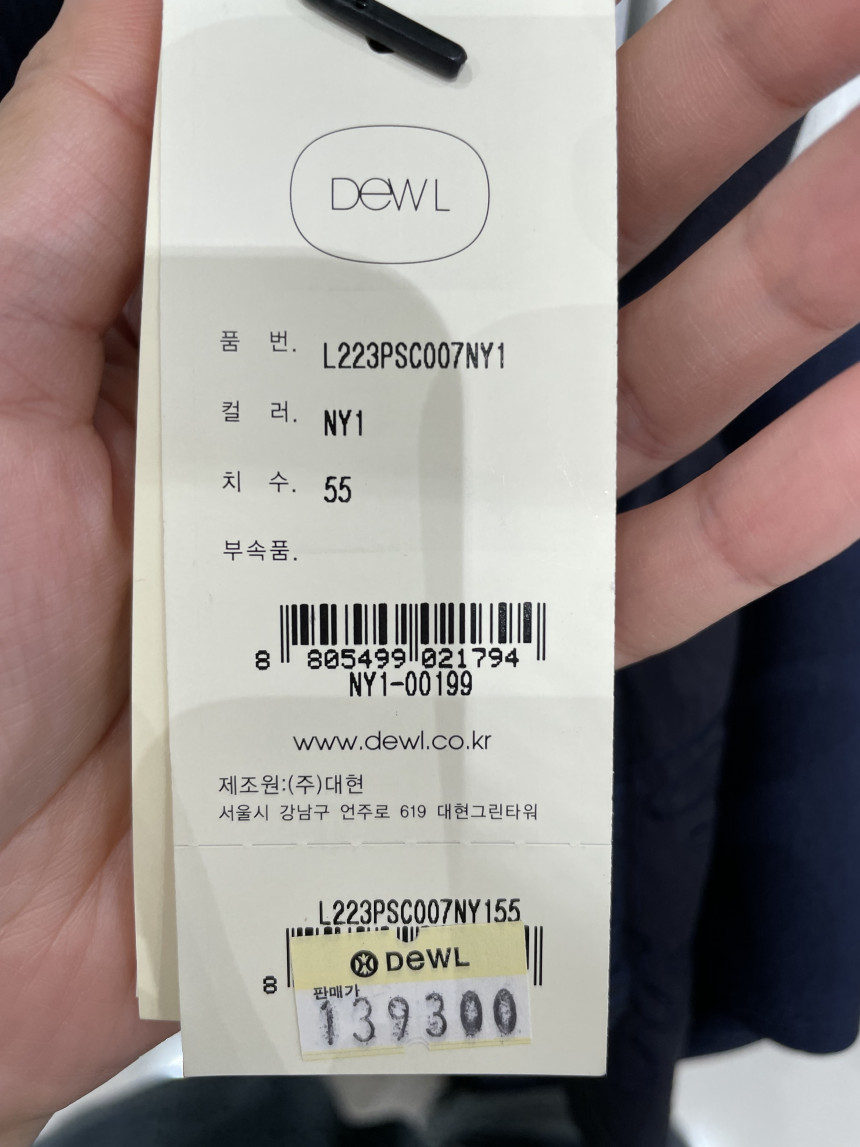 DeWL
품 번. L223PSC007NY1
컬 러. NY1
치 수. 55
부속품.
8 805499 021794
NY1-00199
www.dewl.co.kr
제조원:(주)대현
서울시 강남구 언주로 619 대현그린타워
L223PSC007NY155
8
DeWL
판매가
139300